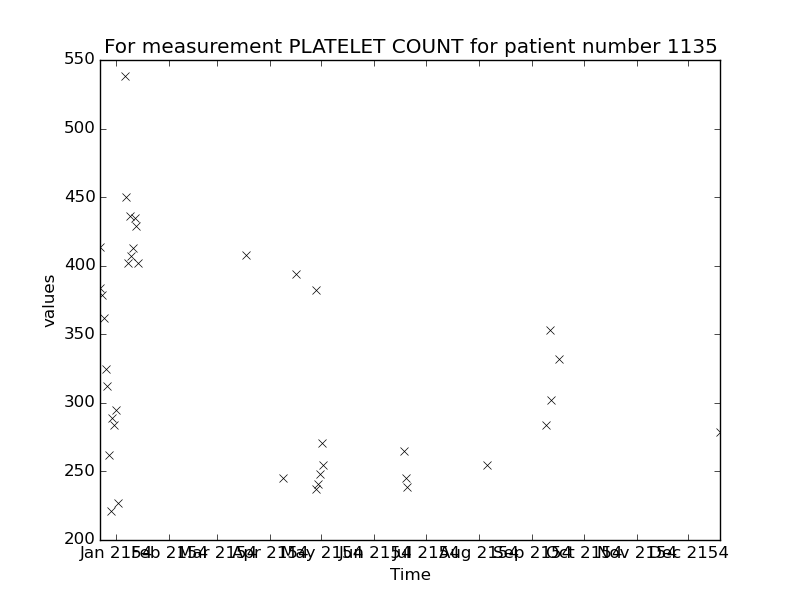 For measurement PLATELET COUNT for patient number 1135
550
500
450
400
350
300
250
200
values
Jan 2154 Feb 2154 Mar 2154 Apr 2154 May 2154 Jun 2154 Jul 2154 Aug 2154 Sep 2154 Oct 2154 Nov 2154 Dec 2154
Time